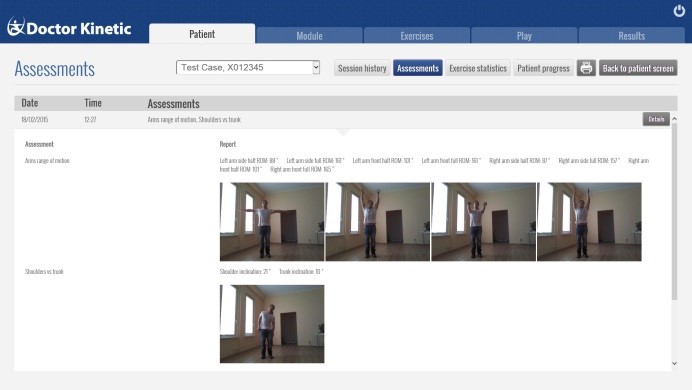 Doctor Kinetic
Patient
Module
Exercises
Play
Results
Assessments
Test Case, X012345
Session history
Assessments
Exercise statistics
Patient progress
Back to patient screen
Date Time Assessments
18/02/2015 12:27 Arms range of motion, Shoulders vs trunk Details
Assessment Report
Arms range of motion Left arm side half ROM: 88 ° Left arm side full ROM: 162 ° Left arm front half ROM: 101 ° Left arm front full ROM: 161 ° Right arm side half ROM: 97 ° Right arm side full ROM: 157 ° Right arm
front half ROM: 101 ° Right arm front full ROM: 165 °
Shoulders vs trunk Shoulder inclination: 21 ° Trunk inclination: 10 °